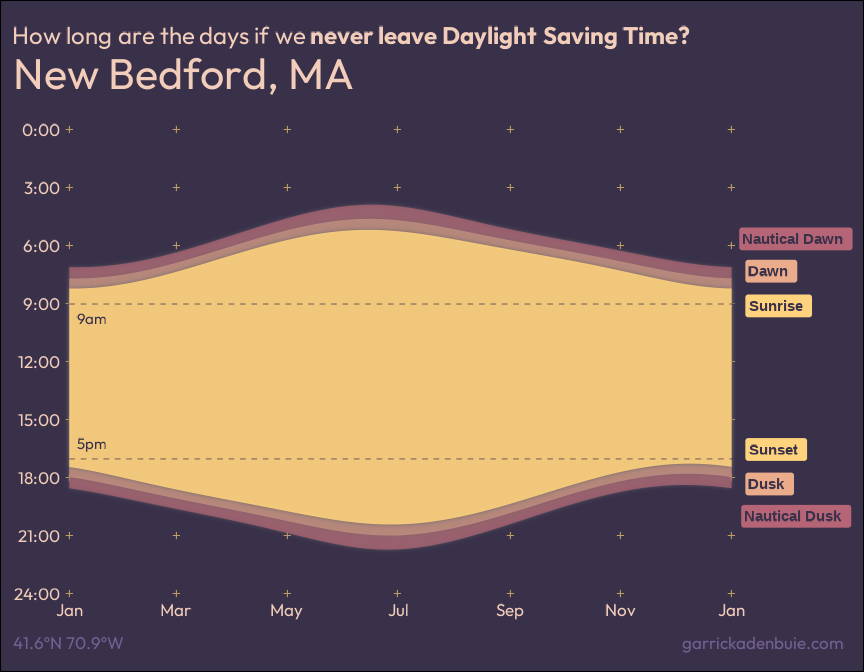 How long are the days if we never leave Daylight Saving Time?
New Bedford, MA
0:00
3:00
6:00
9:00
12:00
15:00
18:00
21:00
24:00
9am
5pm
Nautical Dawn
Dawn
Sunrise
Sunset
Dusk
Nautical Dusk
Jan Mar May Jul Sep Nov Jan
41.6°N 70.9°W
garrickadenbuie.com